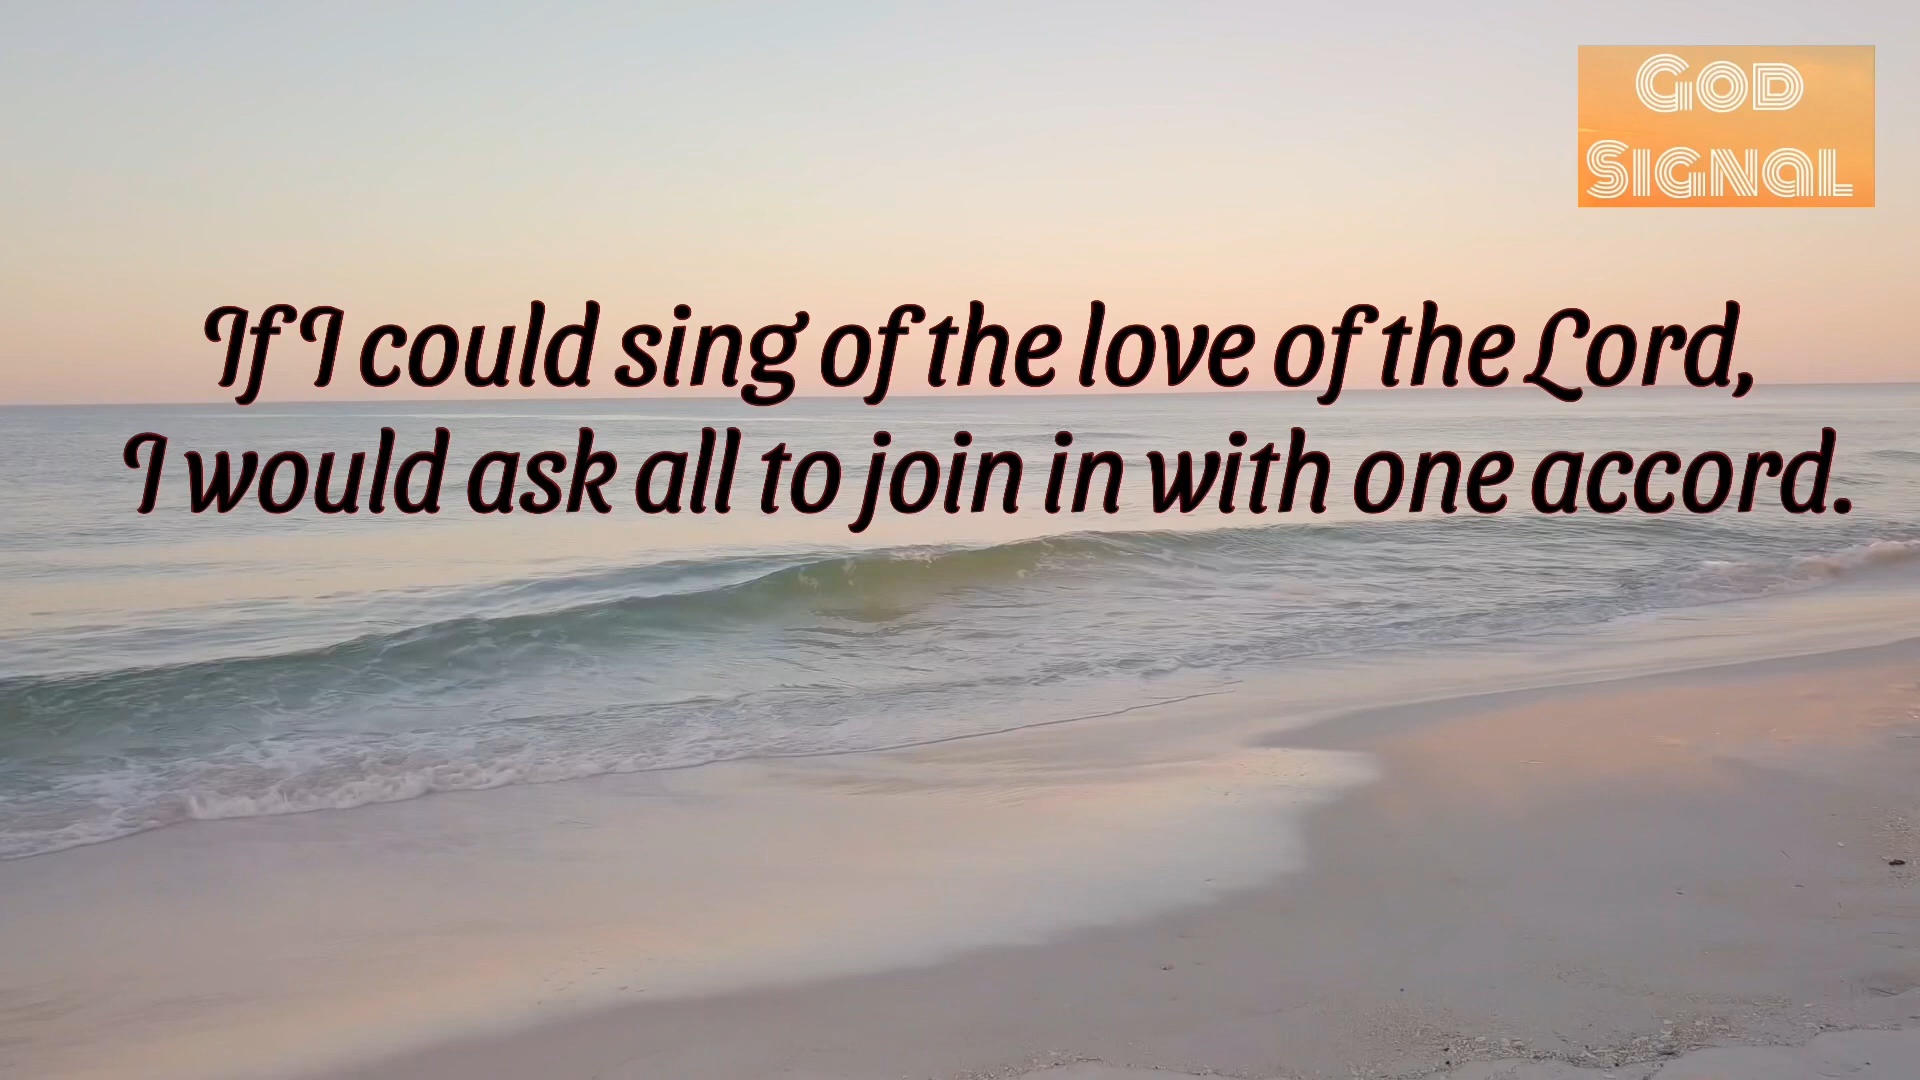 God
Signal
If I could sing of the love of the Lord,
I would ask all to join in with one accord.